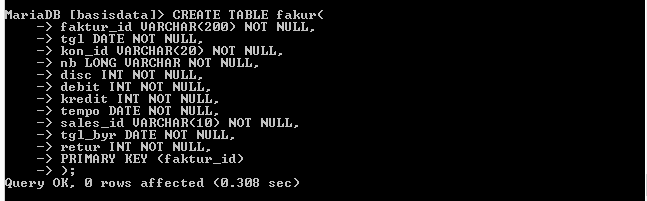 MariaDB [basisdata]> CREATE TABLE fakur(
    -> faktur_id VARCHAR(200) NOT NULL,
    -> tgl DATE NOT NULL,
    -> kon_id VARCHAR(20) NOT NULL,
    -> nb LONG VARCHAR NOT NULL,
    -> disc INT NOT NULL,
    -> debit INT NOT NULL,
    -> kredit INT NOT NULL,
    -> tempo DATE NOT NULL,
    -> sales_id VARCHAR(10) NOT NULL,
    -> tgl_byr DATE NOT NULL,
    -> retur INT NOT NULL,
    -> PRIMARY KEY (faktur_id)
    -> );
Query OK, 0 rows affected (0.308 sec)